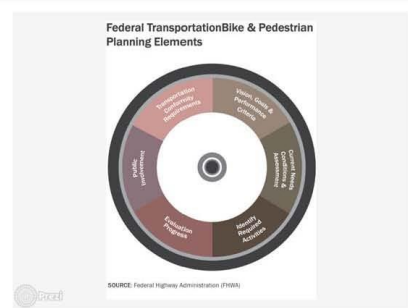 Federal TransportationBike & Pedestrian
Planning Elements
Transportation
Conformity
Requirements
Vision, Goals &
Performance
Criteria
Current Needs
Conditions &
Assessment
Identify
Required
Activities
Evaluation
Progress
Public
Involvement
SOURCE: Federal Highway Administration (FHWA)
Prezi